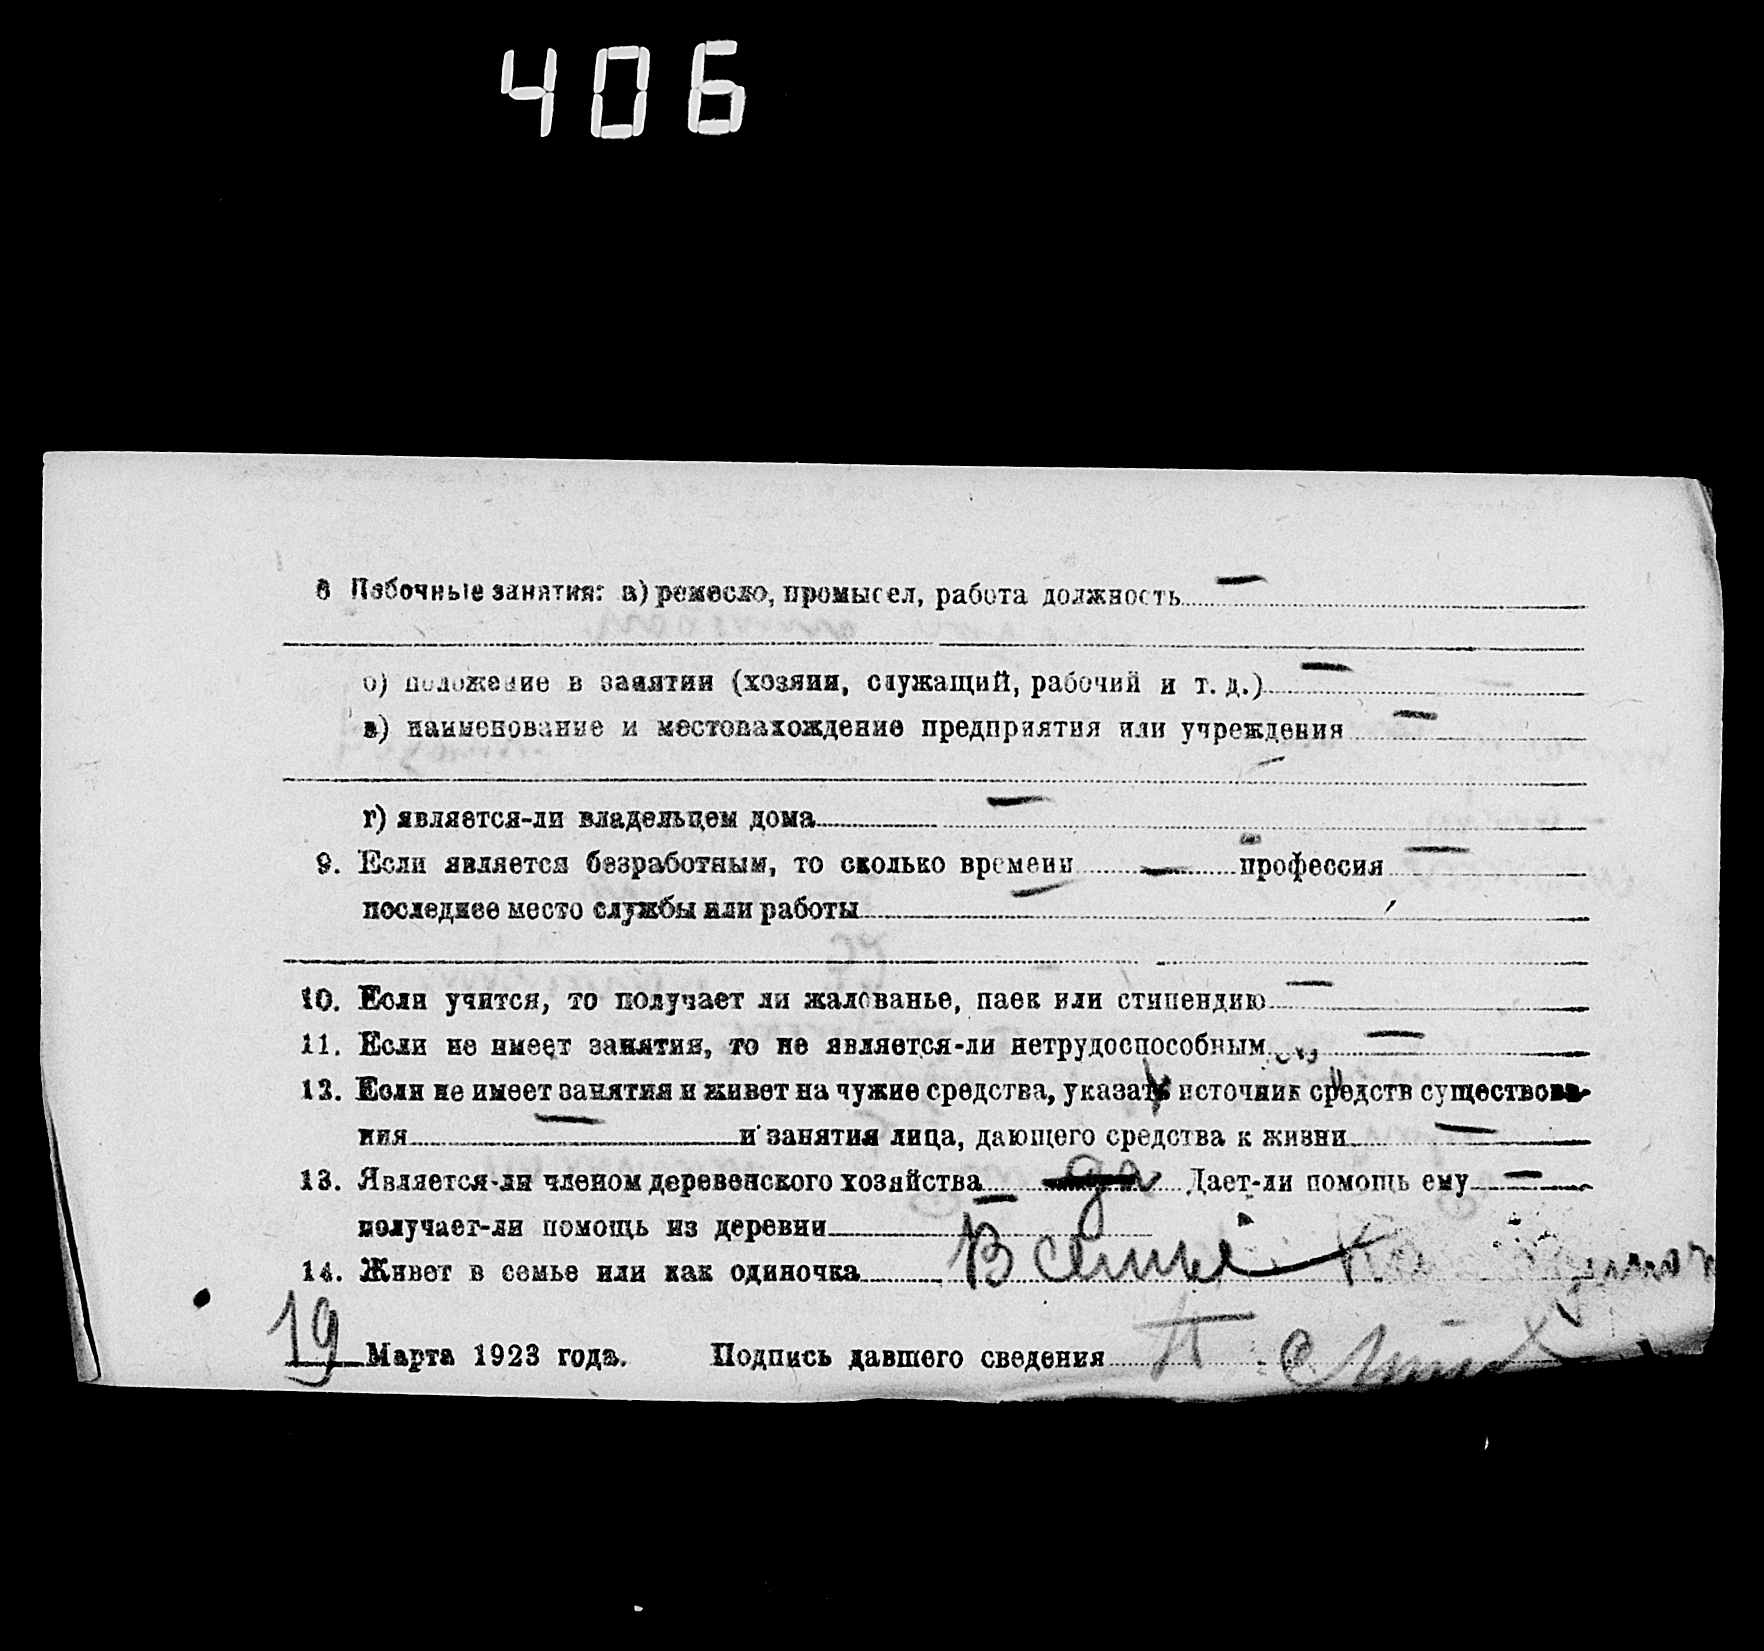 406
8 Побочные занятия: а) ремесло, промысел, работа должность —
б) положение в занятии (хозяин, служащий, рабочий и т. д.) —
в) наименование и местонахождение предприятия или учреждения —
г) является-ли владельцем дома —
9. Если является безработным, то сколько времени — профессия —
последнее место службы или работы —
10. Если учится, то получает ли жалованье, паек или стипендию —
11. Если не имеет занятия, то не является-ли нетрудоспособным —
12. Если не имеет занятия и живет на чужие средства, указать источник средств существова-
ния — и занятия лица, дающего средства к жизни —
13. Является-ли членом деревенского хозяйства да Дает-ли помощь ему —
получает-ли помощь из деревни —
14. Живет в семье или как одиночка В семье
19 Марта 1923 года. Подпись давшего сведения